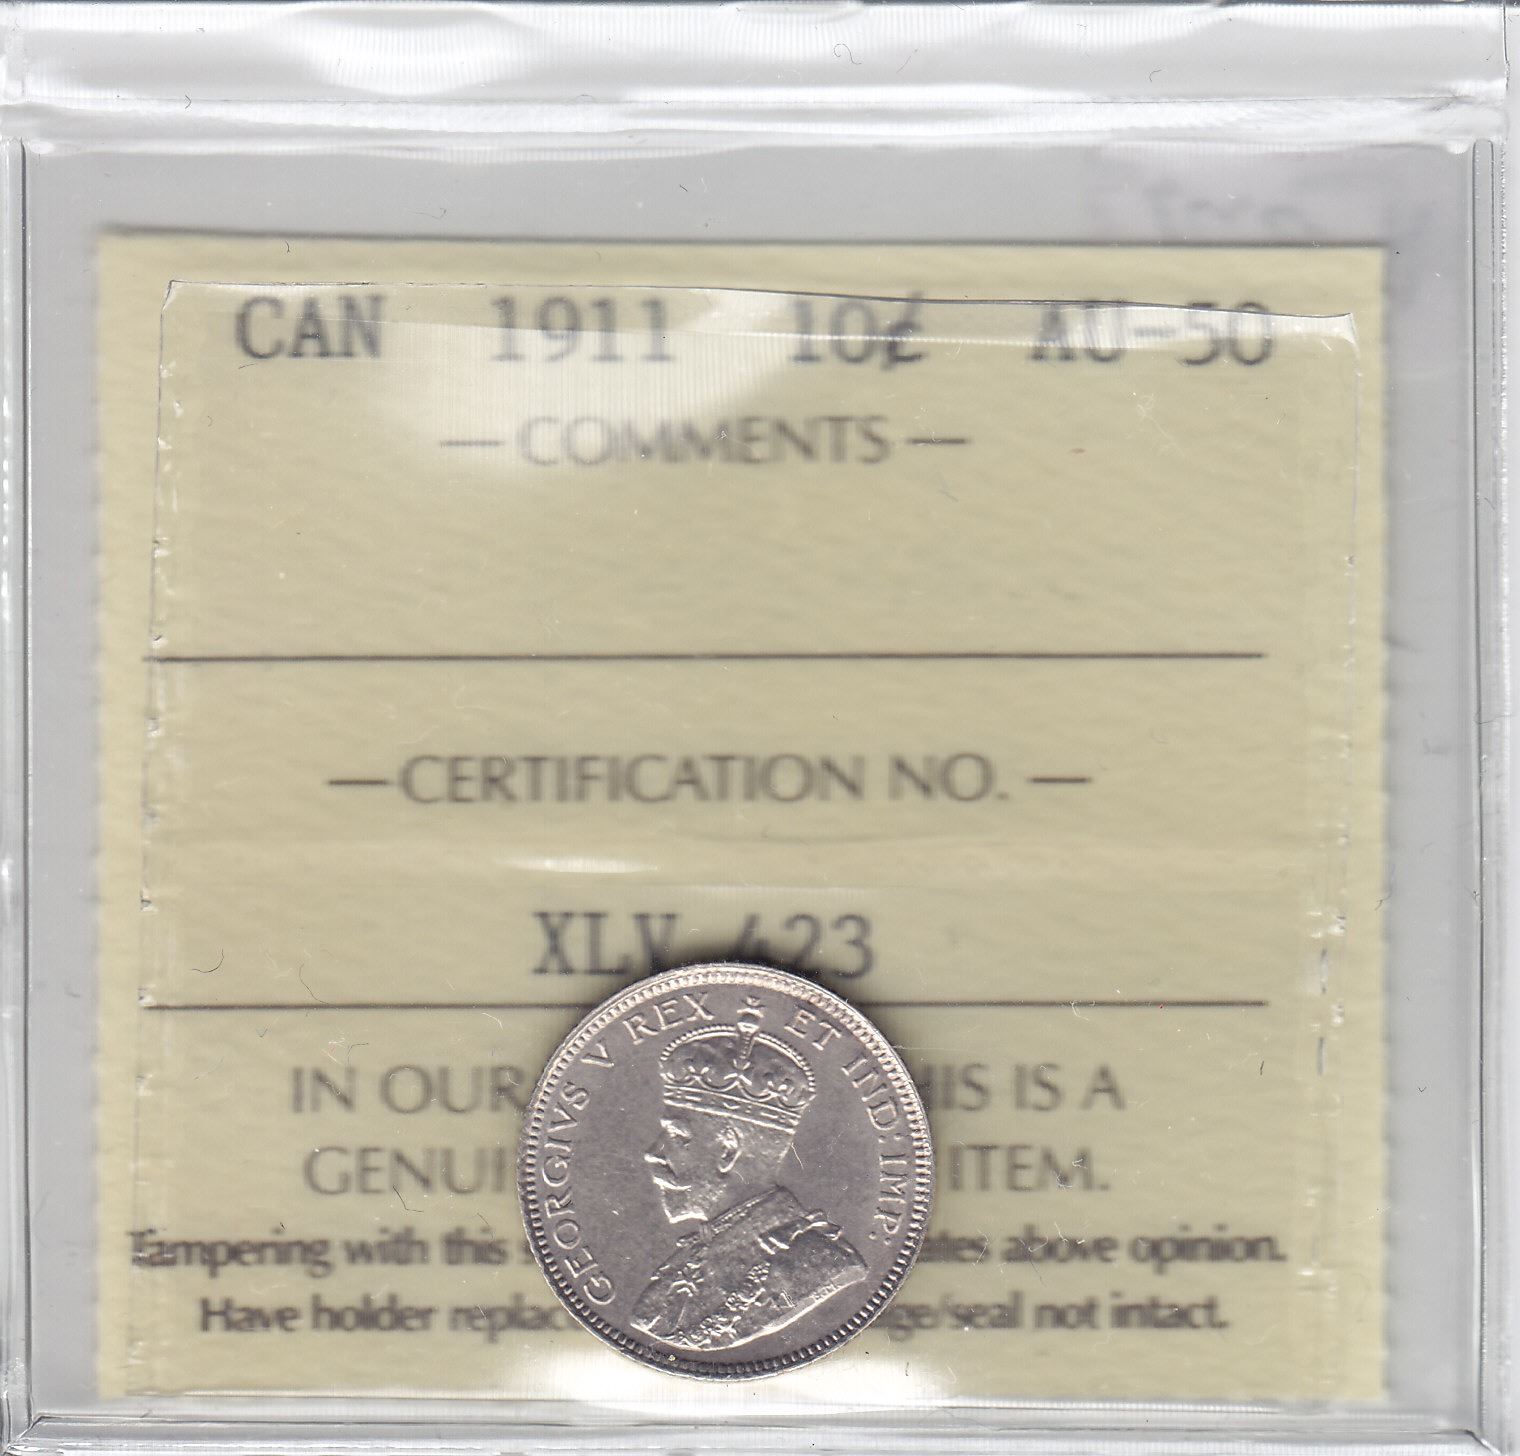 CAN 1911 10¢ AU-50
— COMMENTS —
— CERTIFICATION NO. —
XLV 423
IN OUR HIS IS A
GENUI ITEM.
Tampering with this ates above opinion.
Have holder replac ge/seal not intact.
GEORGIVS V REX ET IND: IMP: